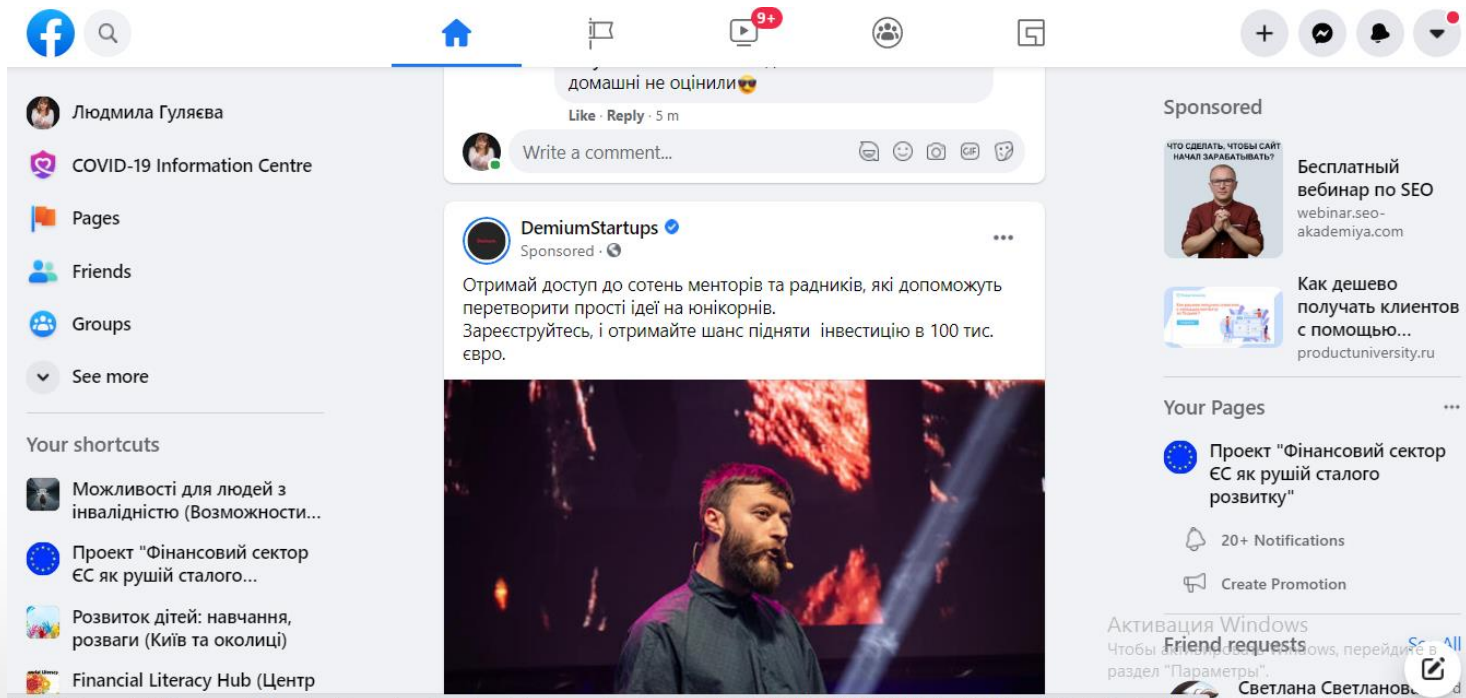 9+
домашні не оцінили😎
Like · Reply · 5 m
Write a comment...
GIF
Людмила Гуляєва
COVID-19 Information Centre
Pages
Friends
Groups
See more
Your shortcuts
Можливості для людей з
інвалідністю (Возможности...
Проект "Фінансовий сектор
ЄС як рушій сталого...
Розвиток дітей: навчання,
розваги (Київ та околиці)
Financial Literacy Hub (Центр
DemiumStartups
Sponsored ·
Отримай доступ до сотень менторів та радників, які допоможуть
перетворити прості ідеї на юнікорнів.
Зареєструйтесь, і отримайте шанс підняти інвестицію в 100 тис.
євро.
Sponsored
ЧТО СДЕЛАТЬ, ЧТОБЫ САЙТ
НАЧАЛ ЗАРАБАТЫВАТЬ?
Бесплатный
вебинар по SEO
webinar.seo-
akademiya.com
Как дешево
получать клиентов
с помощью...
productuniversity.ru
Your Pages
Проект "Фінансовий сектор
ЄС як рушій сталого
розвитку"
20+ Notifications
Create Promotion
Активация Windows
Friend requests
Чтобы активировать Windows, перейдите в
раздел "Параметры".
Светлана Светланов